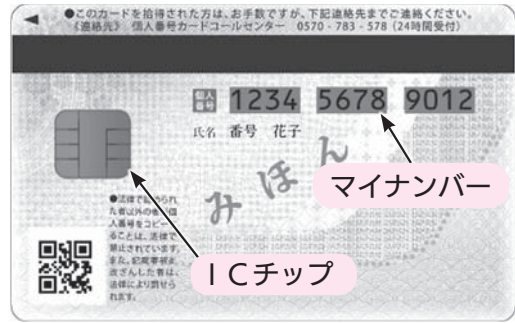 ●このカードを拾得された方は、お手数ですが、下記連絡先までご連絡ください。
《連絡先》 個人番号カードコールセンター 0570-783-578（24時間受付）
個人番号 1234 5678 9012
氏名 番号 花子
みほん
マイナンバー
ICチップ
●法律で認められ
た者以外の者が個
人番号をコピーす
ることは、法律で
禁止されています。
また、記載事項を
改ざんした者は、
法律により罰せら
れます。